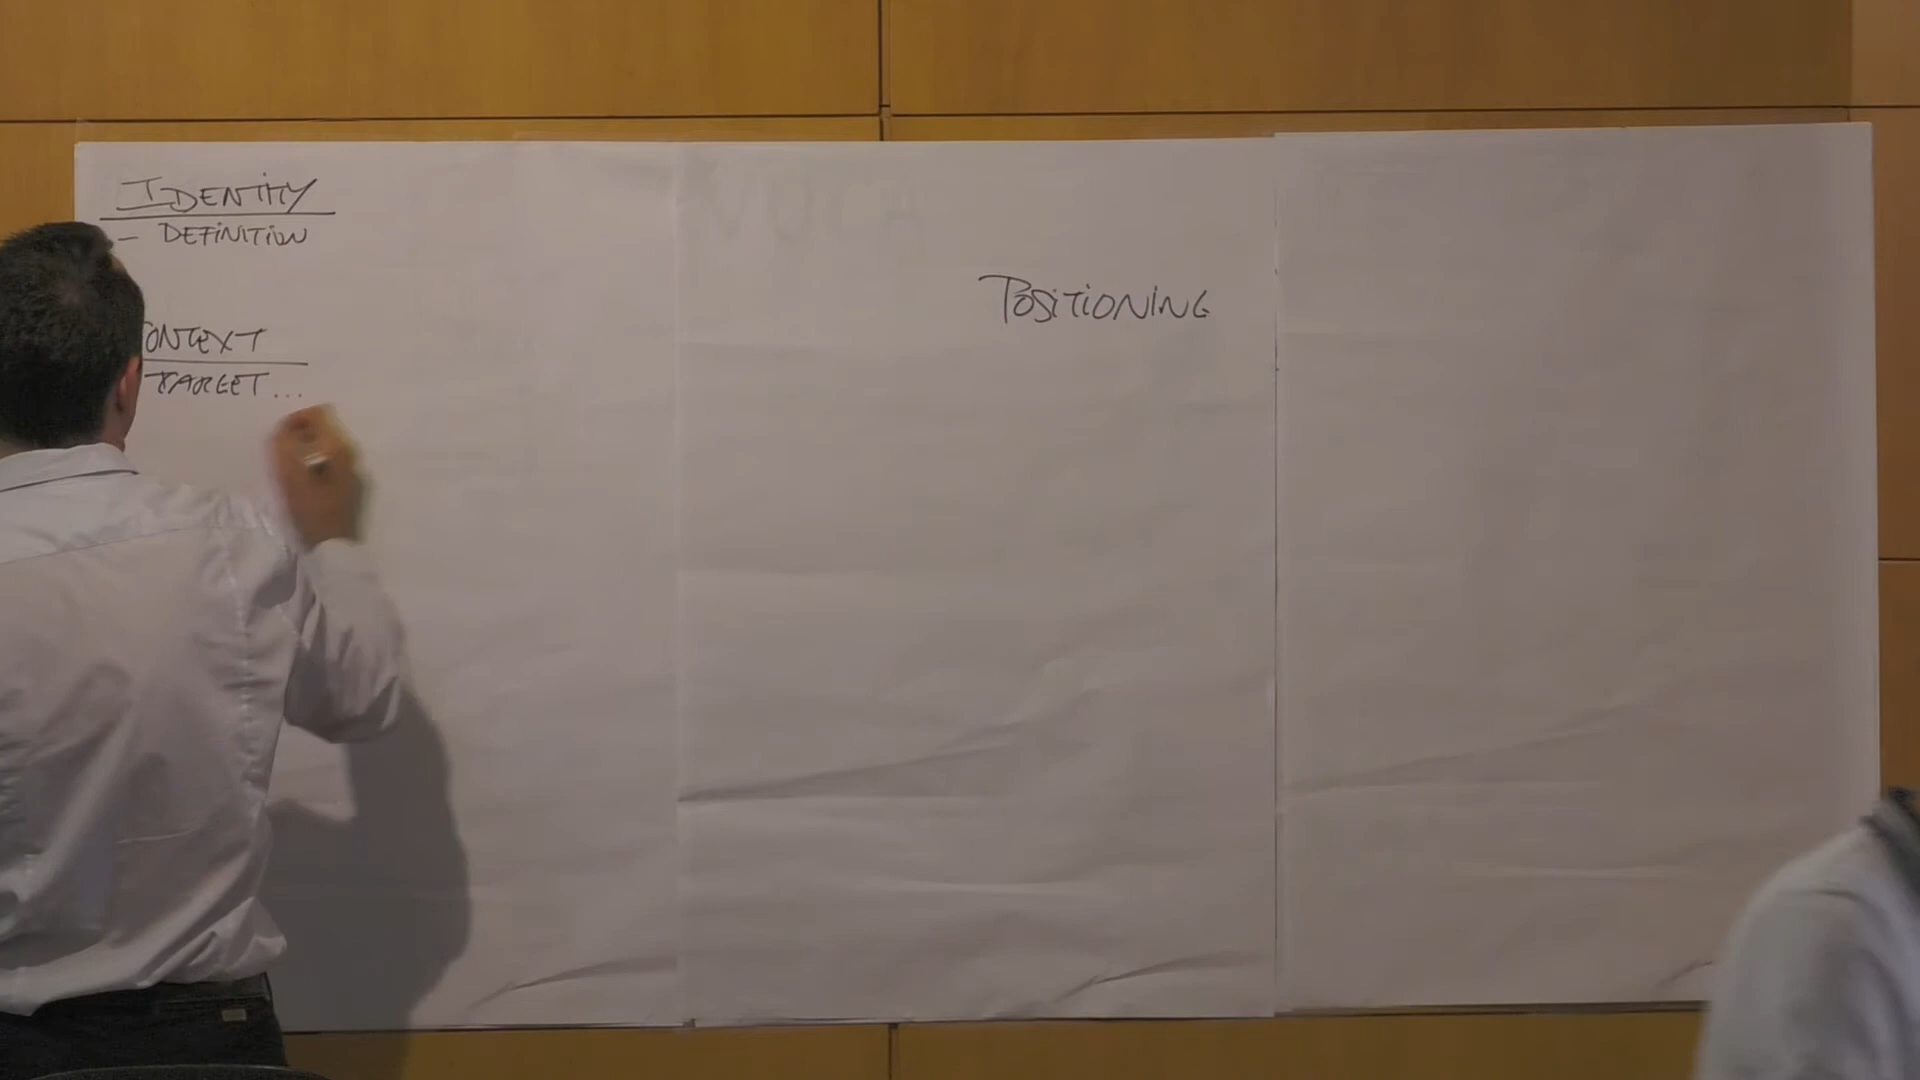 IDENTITY
- DEFINITION
POSITIONING
ONTEXT
TARGET...